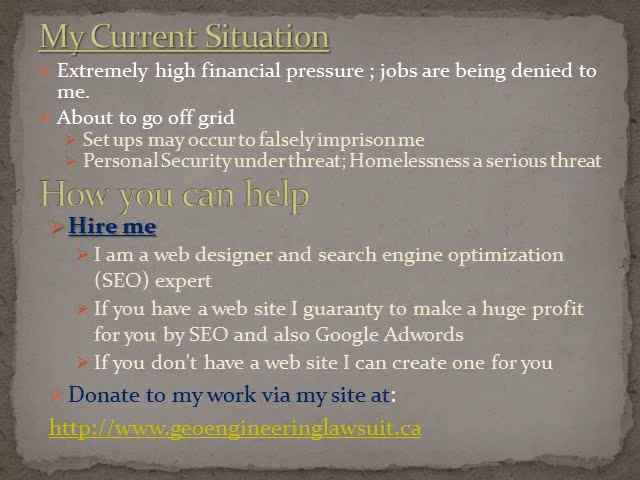 My Current Situation
Extremely high financial pressure ; jobs are being denied to
me.
About to go off grid
Set ups may occur to falsely imprison me
Personal Security under threat; Homelessness a serious threat
How you can help
Hire me
I am a web designer and search engine optimization
(SEO) expert
If you have a web site I guaranty to make a huge profit
for you by SEO and also Google Adwords
If you don't have a web site I can create one for you
Donate to my work via my site at:
http://www.geoengineeringlawsuit.ca